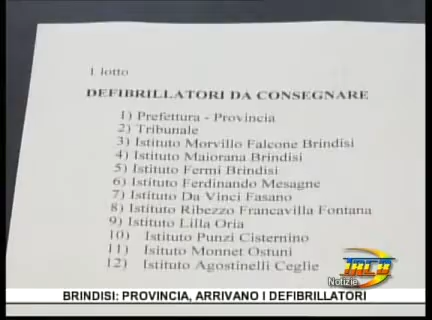 1 lotto
DEFIBRILLATORI DA CONSEGNARE
1) Prefettura - Provincia
2) Tribunale
3) Istituto Morvillo Falcone Brindisi
4) Istituto Maiorana Brindisi
5) Istituto Fermi Brindisi
6) Istituto Ferdinando Mesagne
7) Istituto Da Vinci Fasano
8) Istituto Ribezzo Francavilla Fontana
9) Istituto Lilla Oria
10) Istituto Punzi Cisternino
11) Isituto Monnet Ostuni
12) Istituto Agostinelli Ceglie
Notizie
BRINDISI: PROVINCIA, ARRIVANO I DEFIBRILLATORI